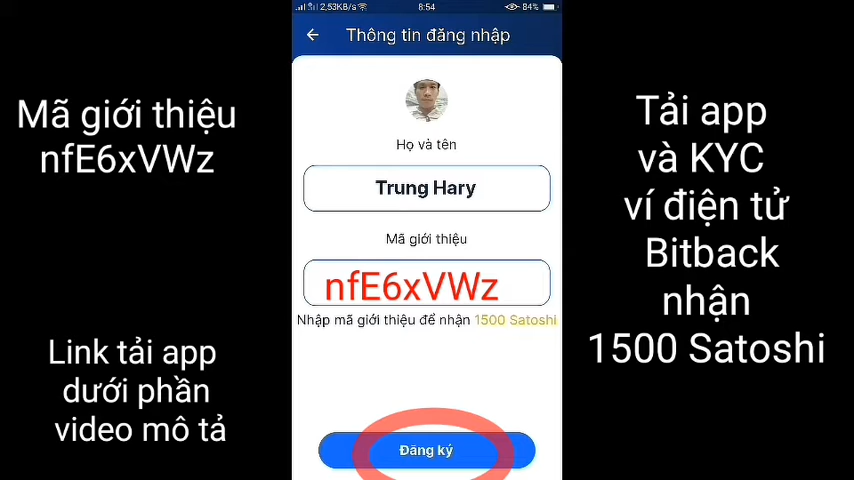 2,53KB/s
8:54
84%
Thông tin đăng nhập
Mã giới thiệu
nfE6xVWz
Họ và tên
Trung Hary
Mã giới thiệu
nfE6xVWz
Nhập mã giới thiệu để nhận 1500 Satoshi
Đăng ký
Link tải app
dưới phần
video mô tả
Tải app
và KYC
ví điện tử
Bitback
nhận
1500 Satoshi